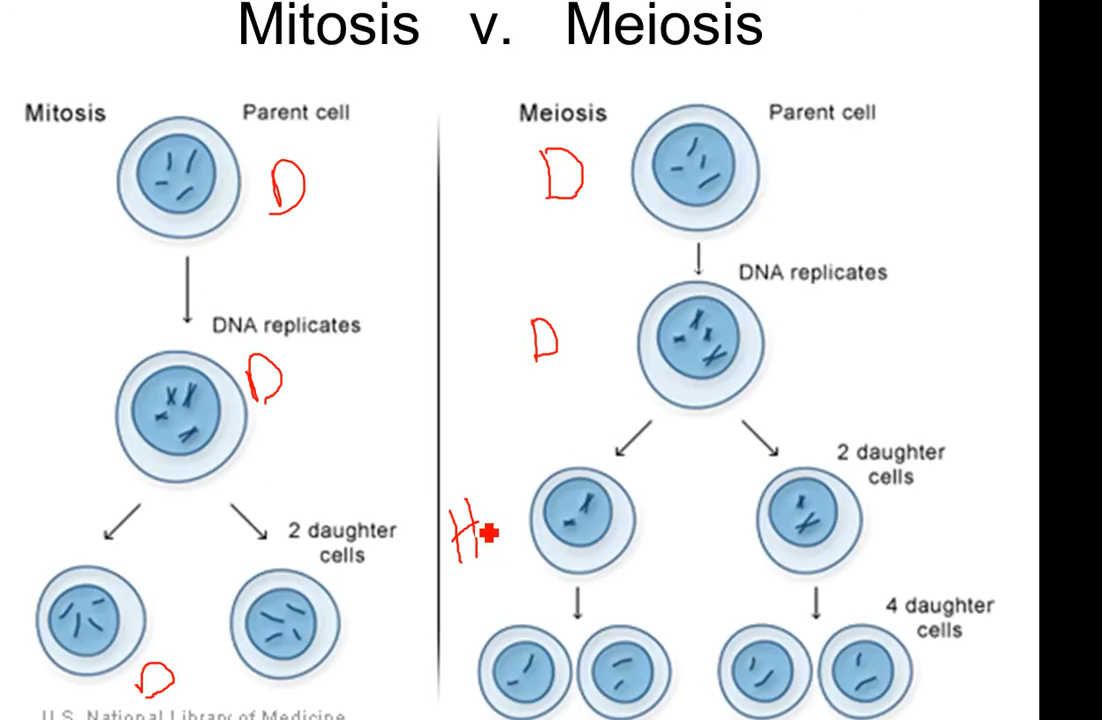 Mitosis v. Meiosis
Mitosis
Parent cell
D
DNA replicates
D
2 daughter
cells
D
U.S. National Library of Medicine
Meiosis
Parent cell
D
DNA replicates
D
2 daughter
cells
H
4 daughter
cells